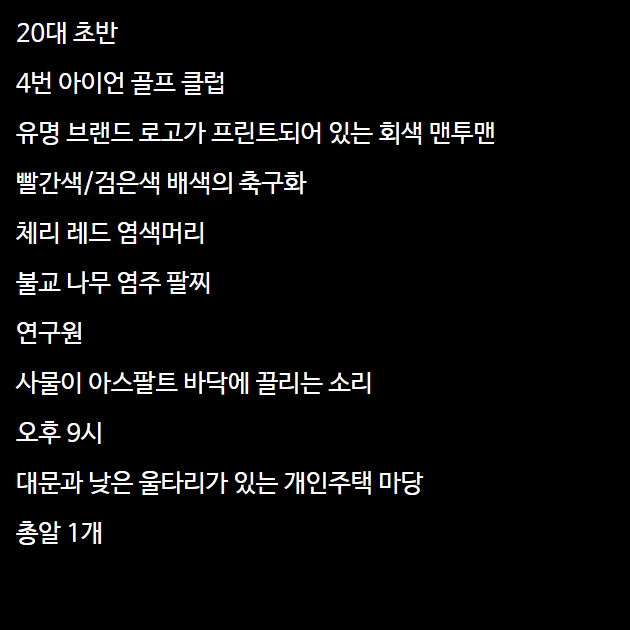 20대 초반
4번 아이언 골프 클럽
유명 브랜드 로고가 프린트되어 있는 회색 맨투맨
빨간색/검은색 배색의 축구화
체리 레드 염색머리
불교 나무 염주 팔찌
연구원
사물이 아스팔트 바닥에 끌리는 소리
오후 9시
대문과 낮은 울타리가 있는 개인주택 마당
총알 1개